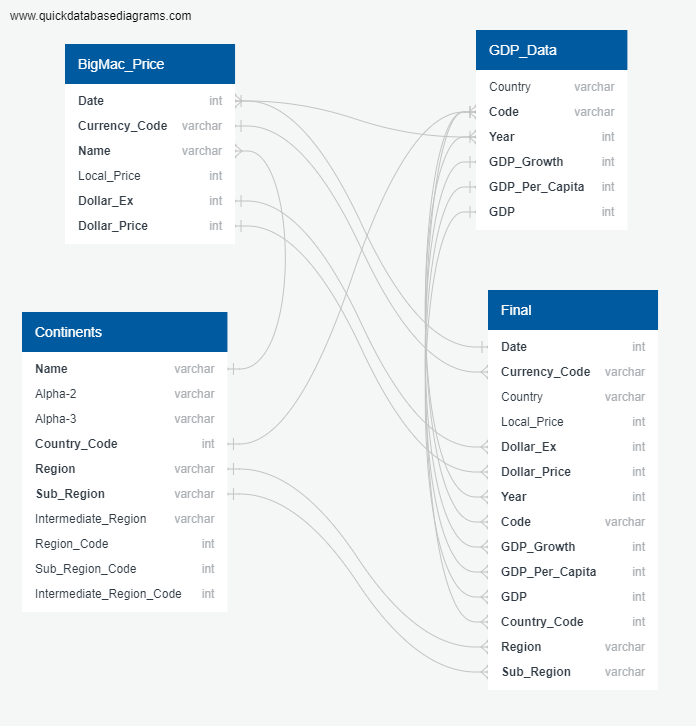 www.quickdatabasediagrams.com
BigMac_Price
Date int
Currency_Code varchar
Name varchar
Local_Price int
Dollar_Ex int
Dollar_Price int
GDP_Data
Country varchar
Code varchar
Year int
GDP_Growth int
GDP_Per_Capita int
GDP int
Continents
Name varchar
Alpha-2 varchar
Alpha-3 varchar
Country_Code int
Region varchar
Sub_Region varchar
Intermediate_Region varchar
Region_Code int
Sub_Region_Code int
Intermediate_Region_Code int
Final
Date int
Currency_Code varchar
Country varchar
Local_Price int
Dollar_Ex int
Dollar_Price int
Year int
Code varchar
GDP_Growth int
GDP_Per_Capita int
GDP int
Country_Code int
Region varchar
Sub_Region varchar